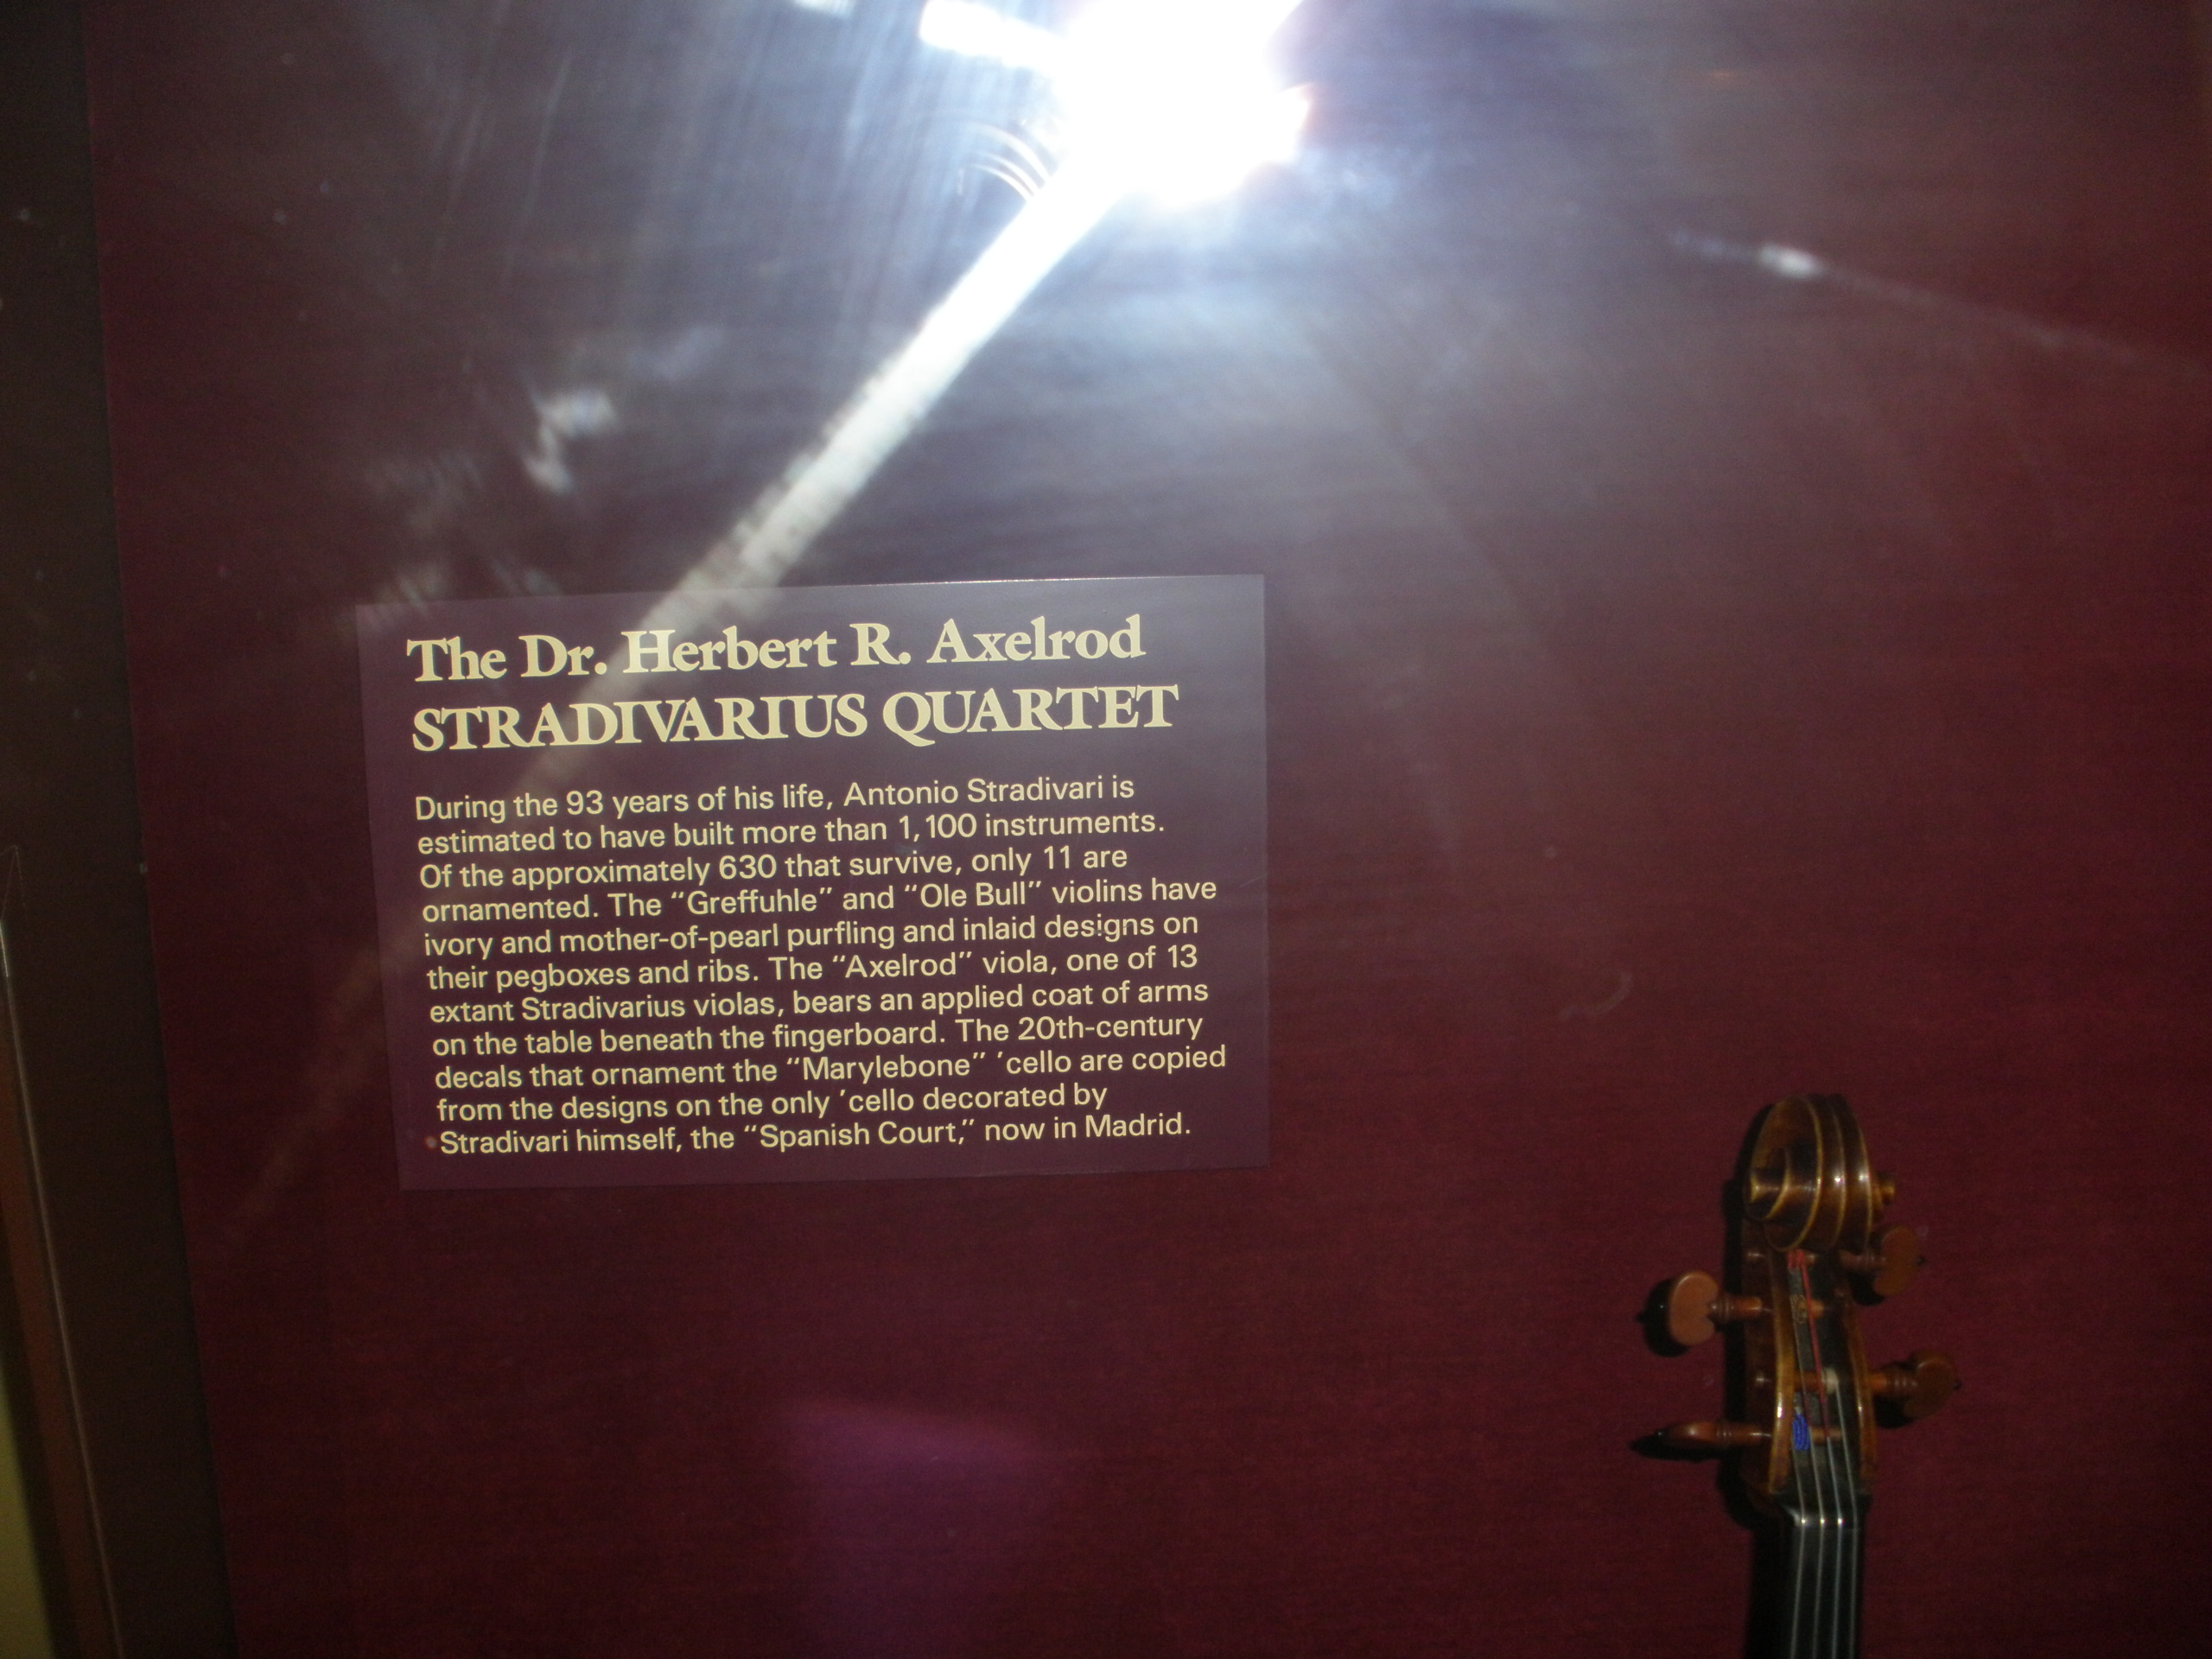 The Dr. Herbert R. Axelrod
STRADIVARIUS QUARTET
During the 93 years of his life, Antonio Stradivari is
estimated to have built more than 1,100 instruments.
Of the approximately 630 that survive, only 11 are
ornamented. The “Greffuhle” and “Ole Bull” violins have
ivory and mother-of-pearl purfling and inlaid designs on
their pegboxes and ribs. The “Axelrod” viola, one of 13
extant Stradivarius violas, bears an applied coat of arms
on the table beneath the fingerboard. The 20th-century
decals that ornament the “Marylebone” ’cello are copied
from the designs on the only ’cello decorated by
Stradivari himself, the “Spanish Court,” now in Madrid.